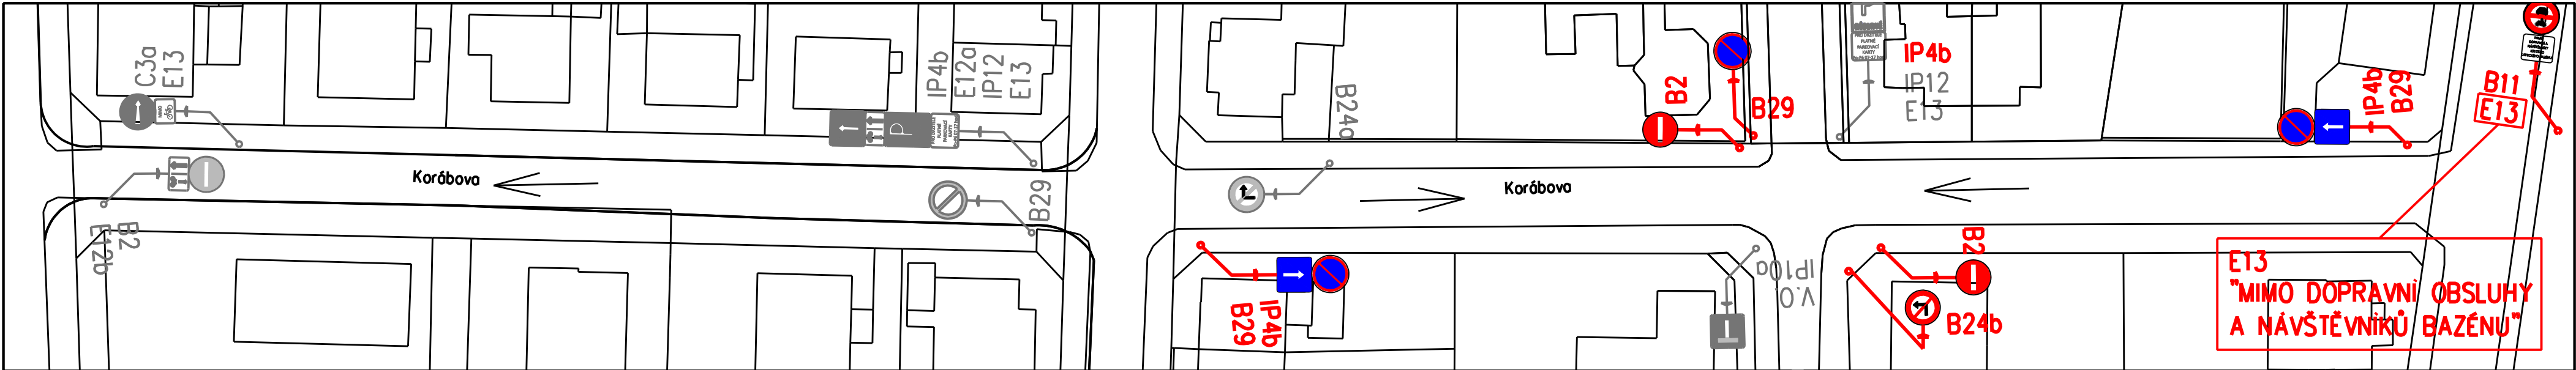 C3a
E13
B2
E12b
Korábova
IP4b
E12a
IP12
E13
P
B29
B24a
B29
IP4b
Korábova
B2
B29
IP10a
V.O.
IP4b
IP12
E13
B2
B24b
IP4b
B29
B11
E13
E13
"MIMO DOPRAVNÍ OBSLUHY
A NÁVŠTĚVNÍKŮ BAZÉNU"